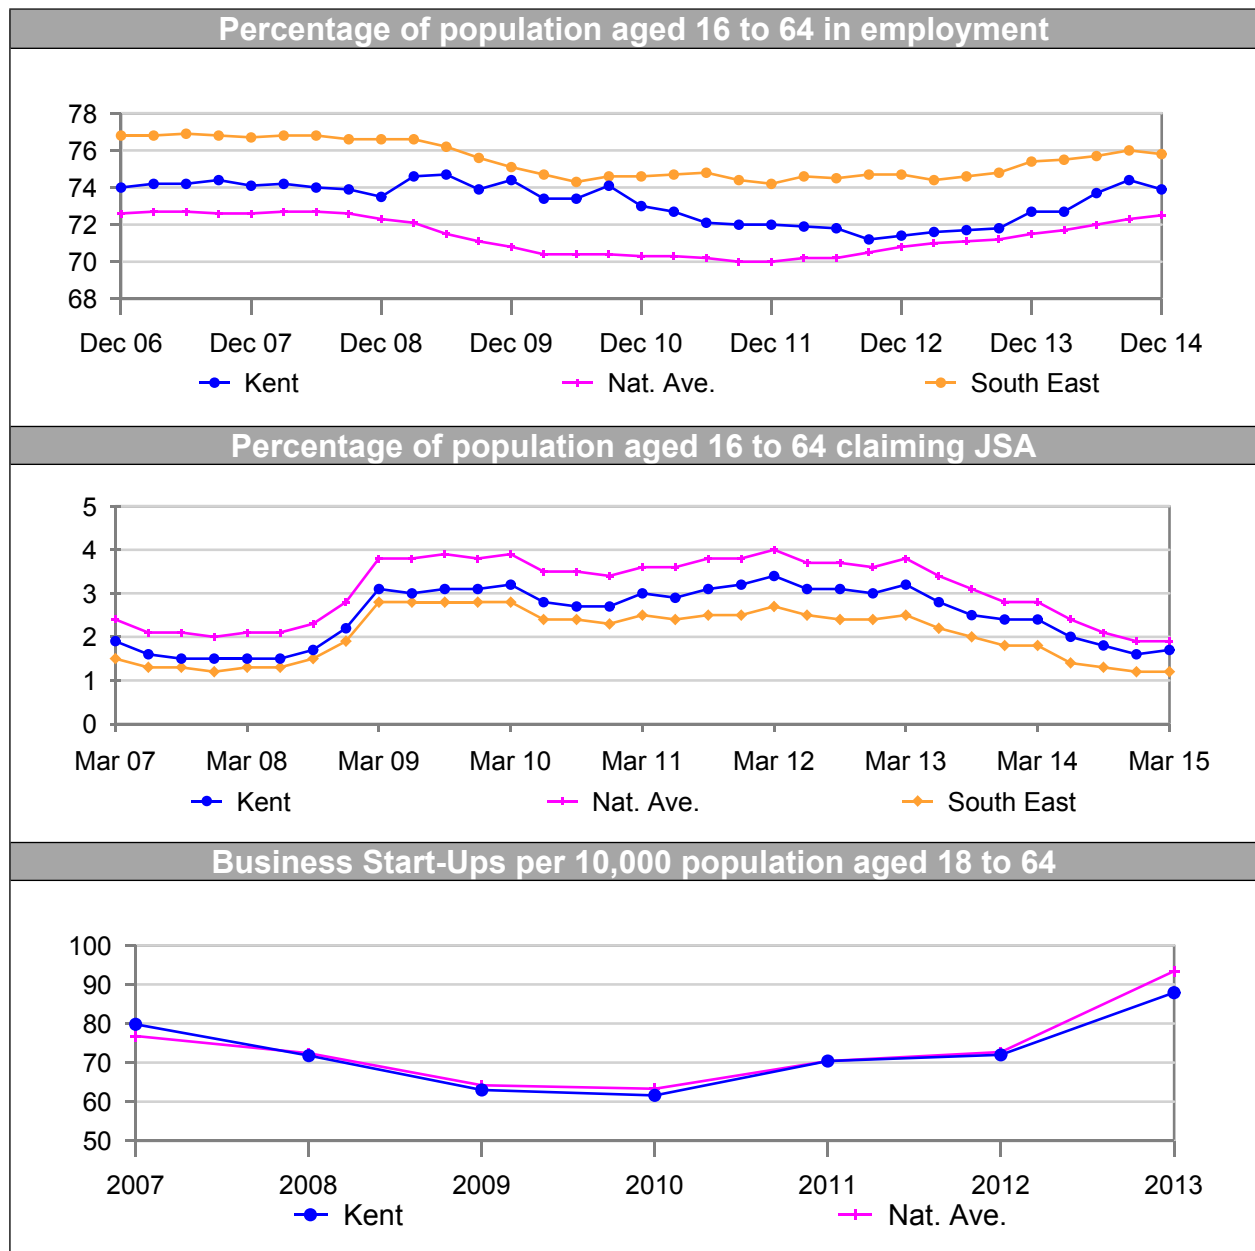 Percentage of population aged 16 to 64 in employment
78
76
74
72
70
68
Dec 06 Dec 07 Dec 08 Dec 09 Dec 10 Dec 11 Dec 12 Dec 13 Dec 14
Kent Nat. Ave. South East
Percentage of population aged 16 to 64 claiming JSA
5
4
3
2
1
0
Mar 07 Mar 08 Mar 09 Mar 10 Mar 11 Mar 12 Mar 13 Mar 14 Mar 15
Kent Nat. Ave. South East
Business Start-Ups per 10,000 population aged 18 to 64
100
90
80
70
60
50
2007 2008 2009 2010 2011 2012 2013
Kent Nat. Ave.